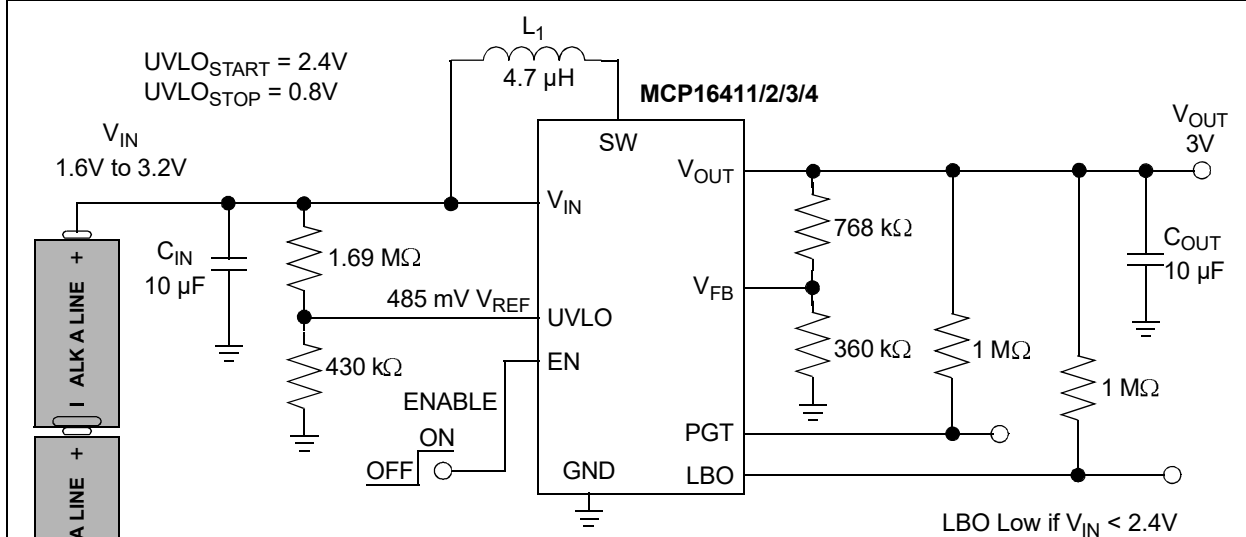 L1
4.7 µH
UVLOSTART = 2.4V
UVLOSTOP = 0.8V
MCP16411/2/3/4
VIN
1.6V to 3.2V
VOUT
3V
SW
VOUT
VIN
768 kΩ
+
ALK A LINE
I
CIN
10 µF
1.69 MΩ
COUT
10 µF
VFB
485 mV VREF
UVLO
430 kΩ
EN
360 kΩ
1 MΩ
1 MΩ
ENABLE
ON
OFF
PGT
GND
LBO
+
A LINE
LBO Low if VIN < 2.4V